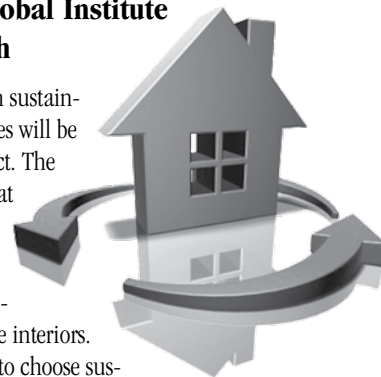 obal Institute
h
n sustain-
es will be
ct. The
at
-
e interiors.
to choose sus-